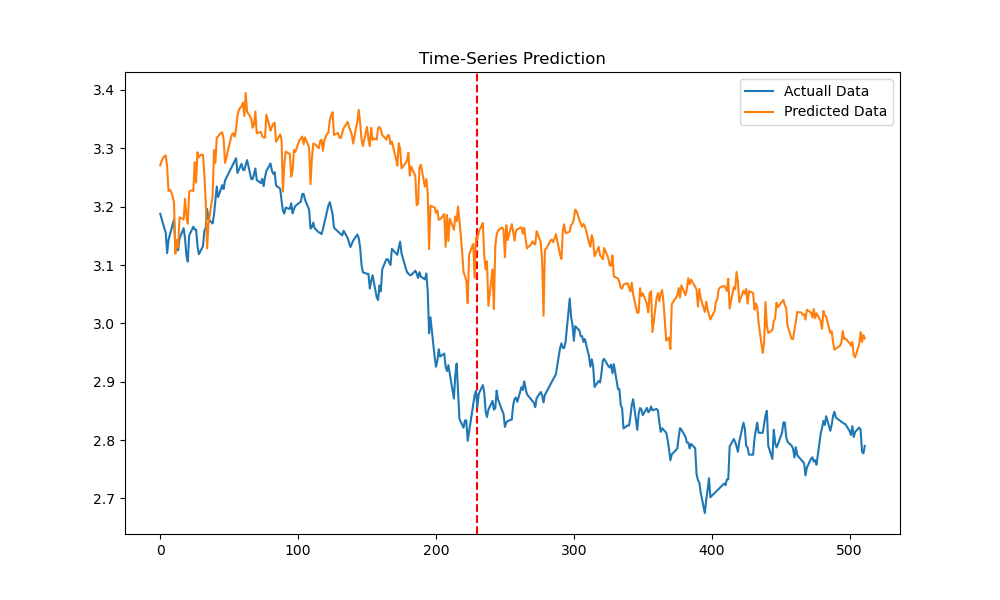 Time-Series Prediction
Actuall Data
Predicted Data
3.4
3.3
3.2
3.1
3.0
2.9
2.8
2.7
0 100 200 300 400 500